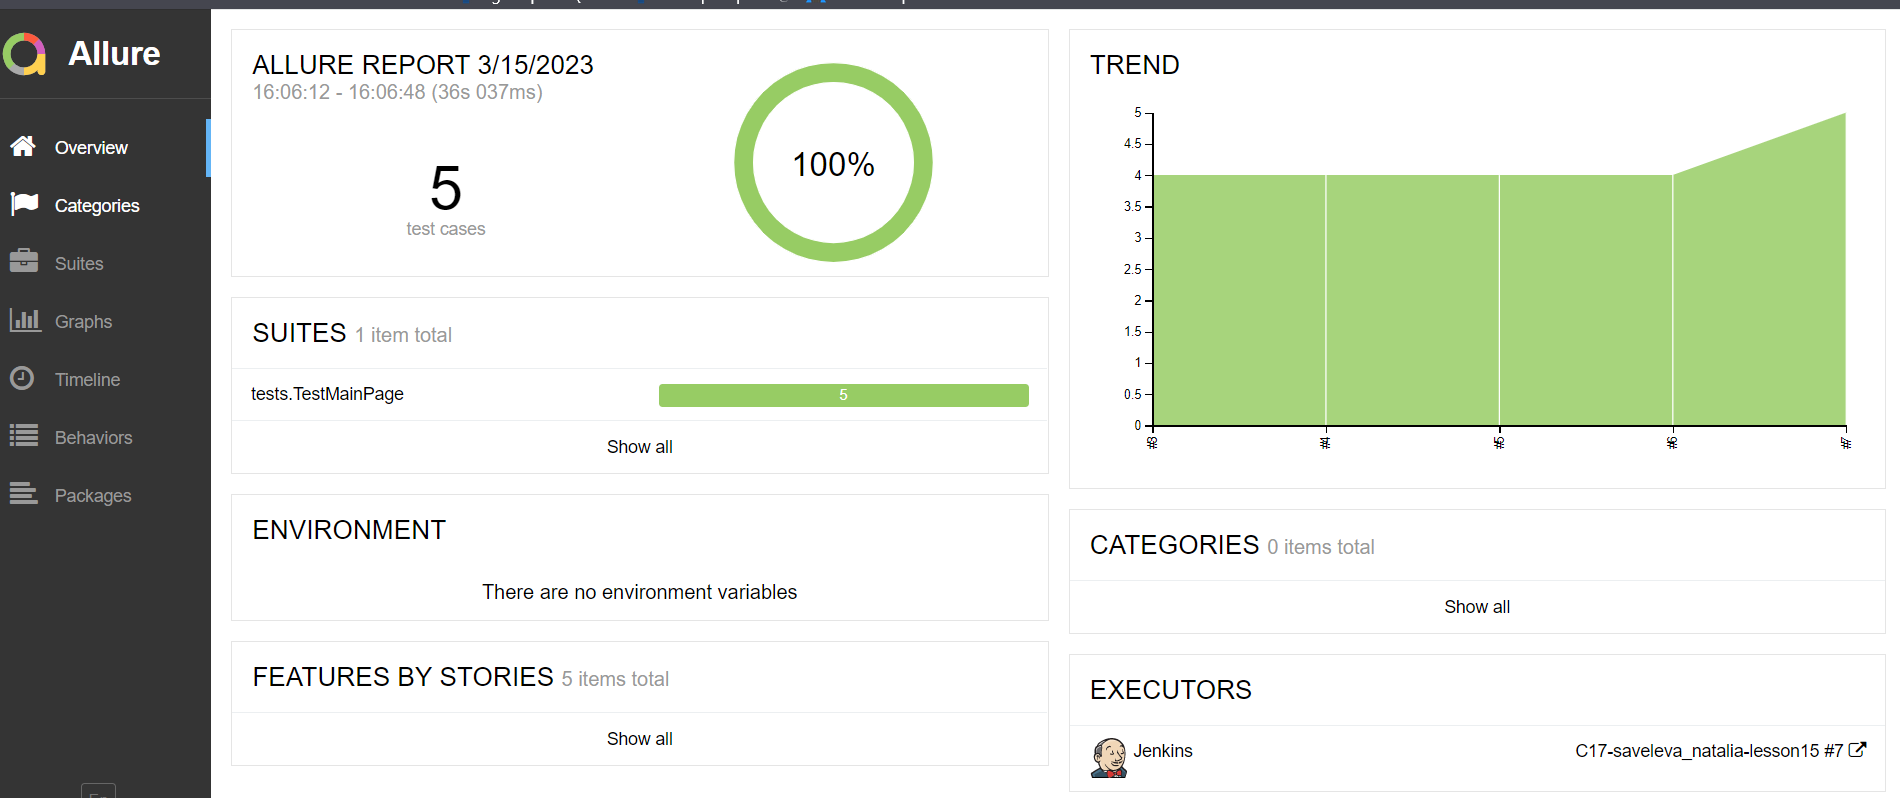 Allure
Overview
Categories
Suites
Graphs
Timeline
Behaviors
Packages
ALLURE REPORT 3/15/2023
16:06:12 - 16:06:48 (36s 037ms)
5
test cases
100%
SUITES 1 item total
tests.TestMainPage
5
Show all
ENVIRONMENT
There are no environment variables
FEATURES BY STORIES 5 items total
Show all
TREND
5
4.5
4
3.5
3
2.5
2
1.5
1
0.5
0
#3
#4
#5
#6
#7
CATEGORIES 0 items total
Show all
EXECUTORS
Jenkins
C17-saveleva_natalia-lesson15 #7